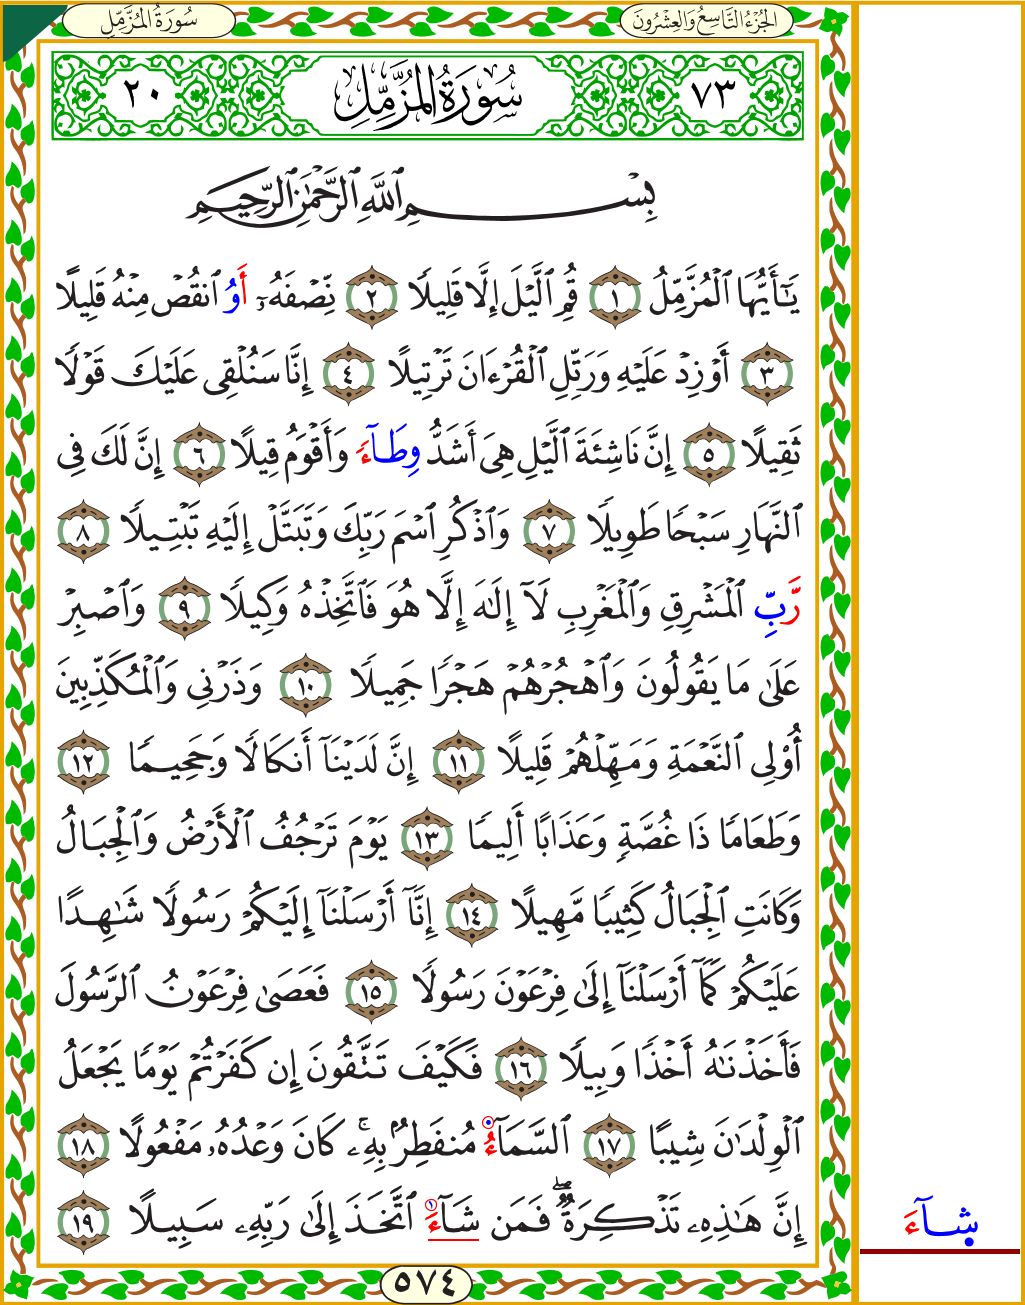 سُورَةُ الْمُزَّمِّلِ
الجُزْءُ التَّاسِعُ وَالعِشْرُونَ
٧٣ سُورَةُ الْمُزَّمِّلِ ٢٠
بِسْمِ ٱللَّهِ ٱلرَّحْمَٰنِ ٱلرَّحِيمِ
يَٰٓأَيُّهَا ٱلْمُزَّمِّلُ ١ قُمِ ٱلَّيْلَ إِلَّا قَلِيلًا ٢ نِّصْفَهُۥٓ أَوُ ٱنقُصْ مِنْهُ قَلِيلًا
٣ أَوْ زِدْ عَلَيْهِ وَرَتِّلِ ٱلْقُرْءَانَ تَرْتِيلًا ٤ إِنَّا سَنُلْقِى عَلَيْكَ قَوْلًا
ثَقِيلًا ٥ إِنَّ نَاشِئَةَ ٱلَّيْلِ هِىَ أَشَدُّ وِطَآءً وَأَقْوَمُ قِيلًا ٦ إِنَّ لَكَ فِى
ٱلنَّهَارِ سَبْحًا طَوِيلًا ٧ وَٱذْكُرِ ٱسْمَ رَبِّكَ وَتَبَتَّلْ إِلَيْهِ تَبْتِيلًا ٨
رَّبِّ ٱلْمَشْرِقِ وَٱلْمَغْرِبِ لَآ إِلَٰهَ إِلَّا هُوَ فَٱتَّخِذْهُ وَكِيلًا ٩ وَٱصْبِرْ
عَلَىٰ مَا يَقُولُونَ وَٱهْجُرْهُمْ هَجْرًا جَمِيلًا ١٠ وَذَرْنِى وَٱلْمُكَذِّبِينَ
أُو۟لِى ٱلنَّعْمَةِ وَمَهِّلْهُمْ قَلِيلًا ١١ إِنَّ لَدَيْنَآ أَنكَالًا وَجَحِيمًا ١٢
وَطَعَامًا ذَا غُصَّةٍ وَعَذَابًا أَلِيمًا ١٣ يَوْمَ تَرْجُفُ ٱلْأَرْضُ وَٱلْجِبَالُ
وَكَانَتِ ٱلْجِبَالُ كَثِيبًا مَّهِيلًا ١٤ إِنَّآ أَرْسَلْنَآ إِلَيْكُمْ رَسُولًا شَٰهِدًا
عَلَيْكُمْ كَمَآ أَرْسَلْنَآ إِلَىٰ فِرْعَوْنَ رَسُولًا ١٥ فَعَصَىٰ فِرْعَوْنُ ٱلرَّسُولَ
فَأَخَذْنَٰهُ أَخْذًا وَبِيلًا ١٦ فَكَيْفَ تَتَّقُونَ إِن كَفَرْتُمْ يَوْمًا يَجْعَلُ
ٱلْوِلْدَٰنَ شِيبًا ١٧ ٱلسَّمَآءُ مُنفَطِرٌۢ بِهِۦ ۚ كَانَ وَعْدُهُۥ مَفْعُولًا ١٨
إِنَّ هَٰذِهِۦ تَذْكِرَةٌ ۖ فَمَن شَآءَ ١ ٱتَّخَذَ إِلَىٰ رَبِّهِۦ سَبِيلًا ١٩
شآءَ
٥٧٤